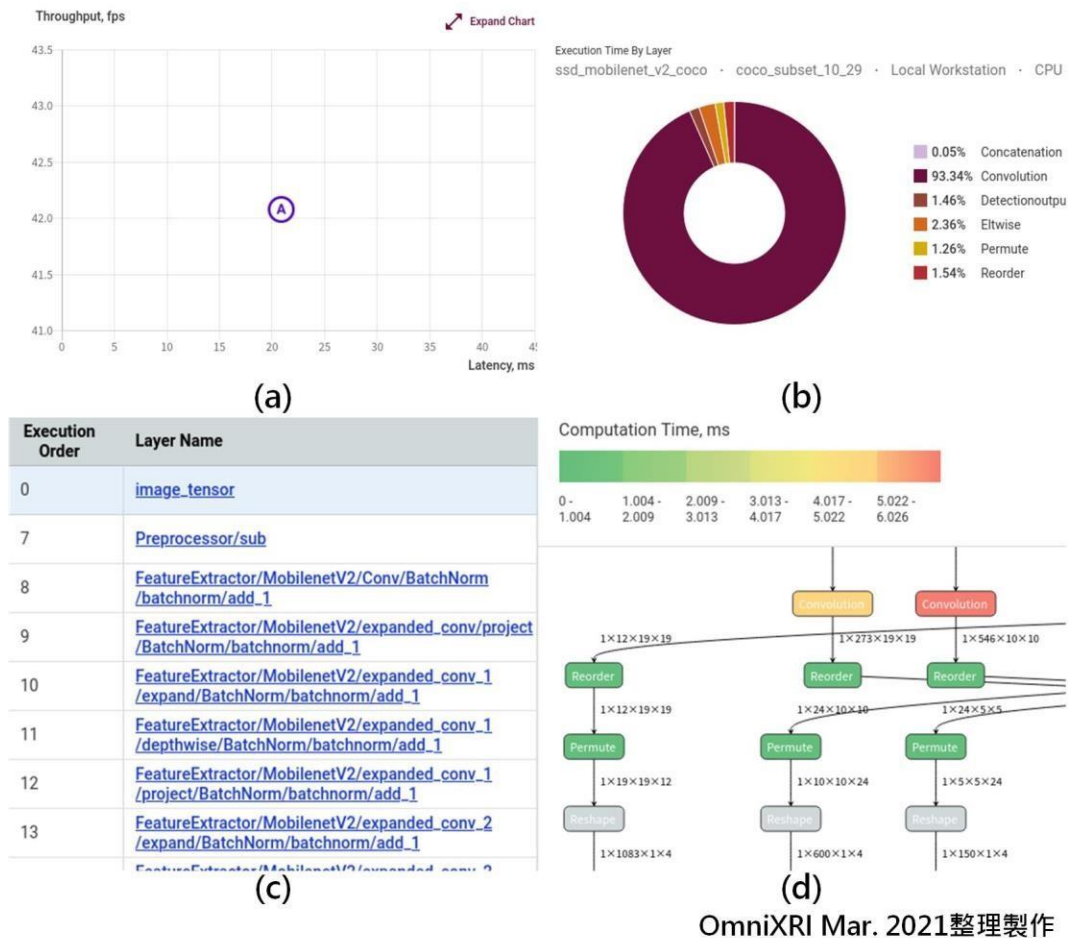 Throughput, fps
Expand Chart
43.5
43.0
42.5
42.0
41.5
41.0
A
0 5 10 15 20 25 30 35 40 45
Latency, ms
(a)
Execution Time By Layer
ssd_mobilenet_v2_coco · coco_subset_10_29 · Local Workstation · CPU
0.05% Concatenation
93.34% Convolution
1.46% Detectionoutpu
2.36% Eltwise
1.26% Permute
1.54% Reorder
(b)
Execution Order
Layer Name
0 image_tensor
7 Preprocessor/sub
8 FeatureExtractor/MobilenetV2/Conv/BatchNorm
/batchnorm/add_1
9 FeatureExtractor/MobilenetV2/expanded_conv/project
/BatchNorm/batchnorm/add_1
10 FeatureExtractor/MobilenetV2/expanded_conv_1
/expand/BatchNorm/batchnorm/add_1
11 FeatureExtractor/MobilenetV2/expanded_conv_1
/depthwise/BatchNorm/batchnorm/add_1
12 FeatureExtractor/MobilenetV2/expanded_conv_1
/project/BatchNorm/batchnorm/add_1
13 FeatureExtractor/MobilenetV2/expanded_conv_2
/expand/BatchNorm/batchnorm/add_1
FeatureExtractor/MobilenetV2/expanded_conv_2
(c)
Computation Time, ms
0 - 1.004 - 2.009 - 3.013 - 4.017 - 5.022 -
1.004 2.009 3.013 4.017 5.022 6.026
Convolution Convolution
1×12×19×19 1×273×19×19 1×546×10×10
Reorder Reorder Reorder
1×12×19×19 1×24×10×10 1×24×5×5
Permute Permute Permute
1×19×19×12 1×10×10×24 1×5×5×24
Reshape Reshape Reshape
1×1083×1×4 1×600×1×4 1×150×1×4
(d)
OmniXRI Mar. 2021整理製作